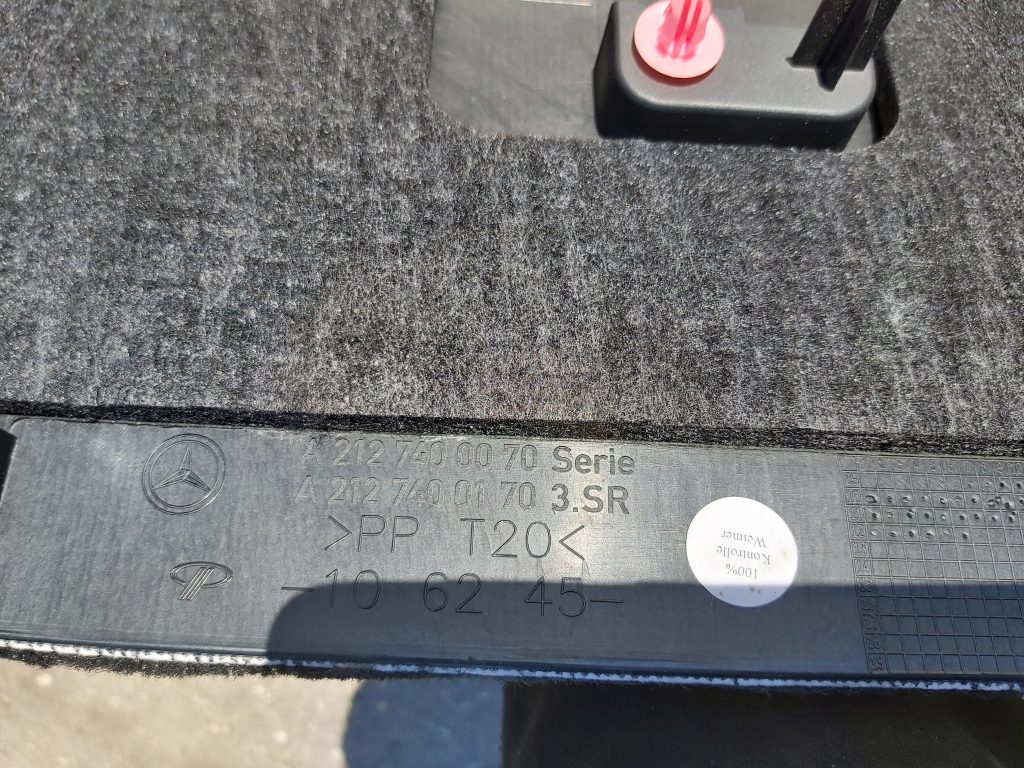 A 212 740 00 70 Serie
A 212 740 01 70 3.SR
>PP T20<
-10 62 45-
100%
Kontrolle
Weimer